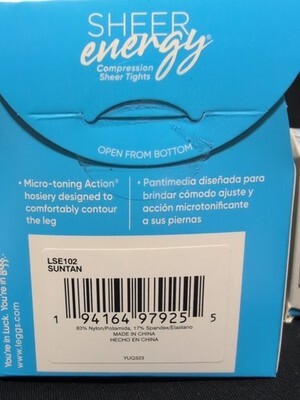 SHEER
energy®
Compression
Sheer Tights
OPEN FROM BOTTOM
• Micro-toning Action®
hosiery designed to
comfortably contour
the leg
• Pantimedia diseñada para
brindar cómodo ajuste y
acción microtonificante
a sus piernas
LSE102
SUNTAN
1 94164 97925 5
83% Nylon/Poliamida, 17% Spandex/Elastano
MADE IN CHINA
HECHO EN CHINA
YUQ323
You're in Luck. You're in
www.leggs.com